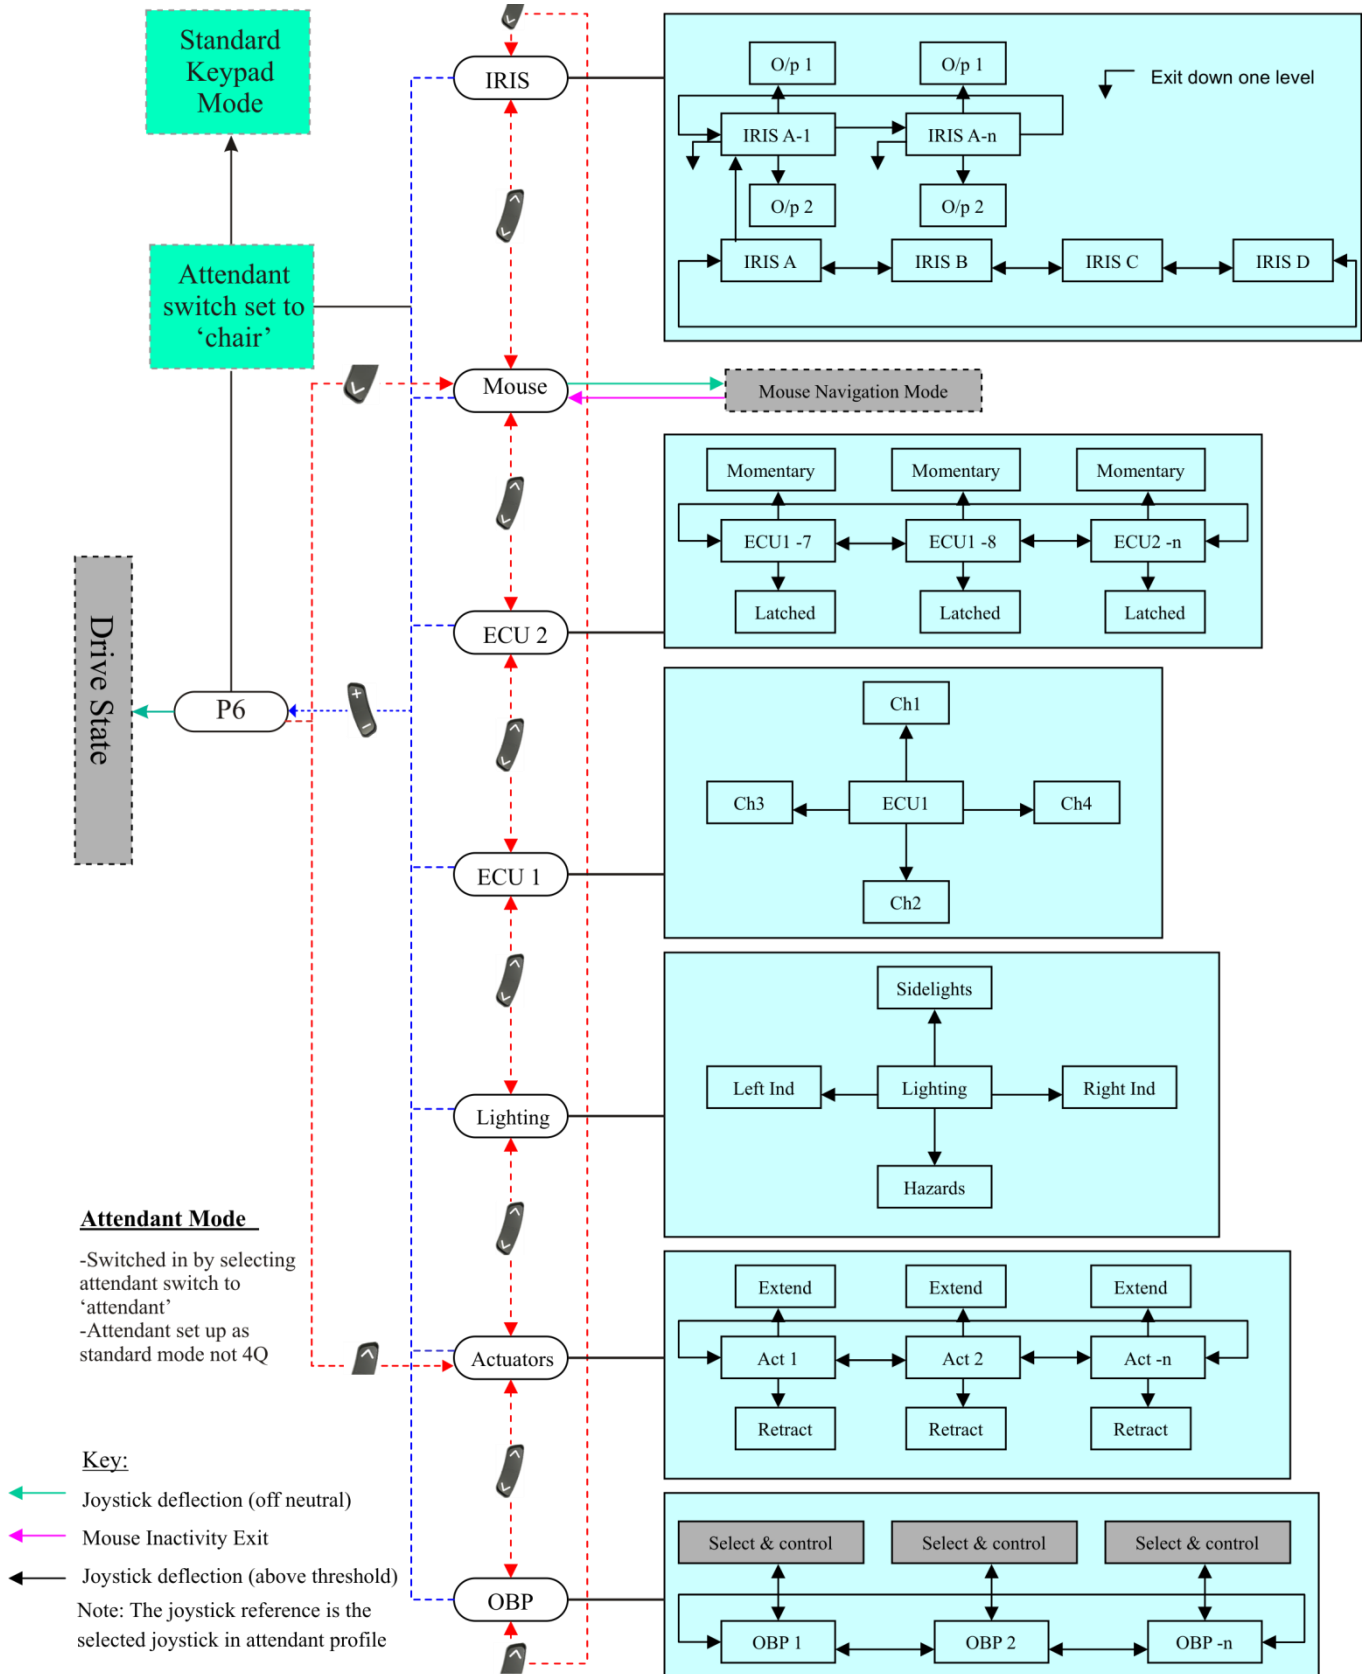 Standard
Keypad
Mode
Attendant
switch set to
‘chair’
Drive State
P6
+
−
IRIS
Mouse
ECU 2
ECU 1
Lighting
Actuators
OBP
O/p 1
O/p 1
Exit down one level
IRIS A-1
IRIS A-n
O/p 2
O/p 2
IRIS A
IRIS B
IRIS C
IRIS D
Mouse Navigation Mode
Momentary
Momentary
Momentary
ECU1 -7
ECU1 -8
ECU2 -n
Latched
Latched
Latched
Ch1
Ch3
ECU1
Ch4
Ch2
Sidelights
Left Ind
Lighting
Right Ind
Hazards
Extend
Extend
Extend
Act 1
Act 2
Act -n
Retract
Retract
Retract
Select & control
Select & control
Select & control
OBP 1
OBP 2
OBP -n
Attendant Mode
-Switched in by selecting
attendant switch to
‘attendant’
-Attendant set up as
standard mode not 4Q
Key:
Joystick deflection (off neutral)
Mouse Inactivity Exit
Joystick deflection (above threshold)
Note: The joystick reference is the
selected joystick in attendant profile